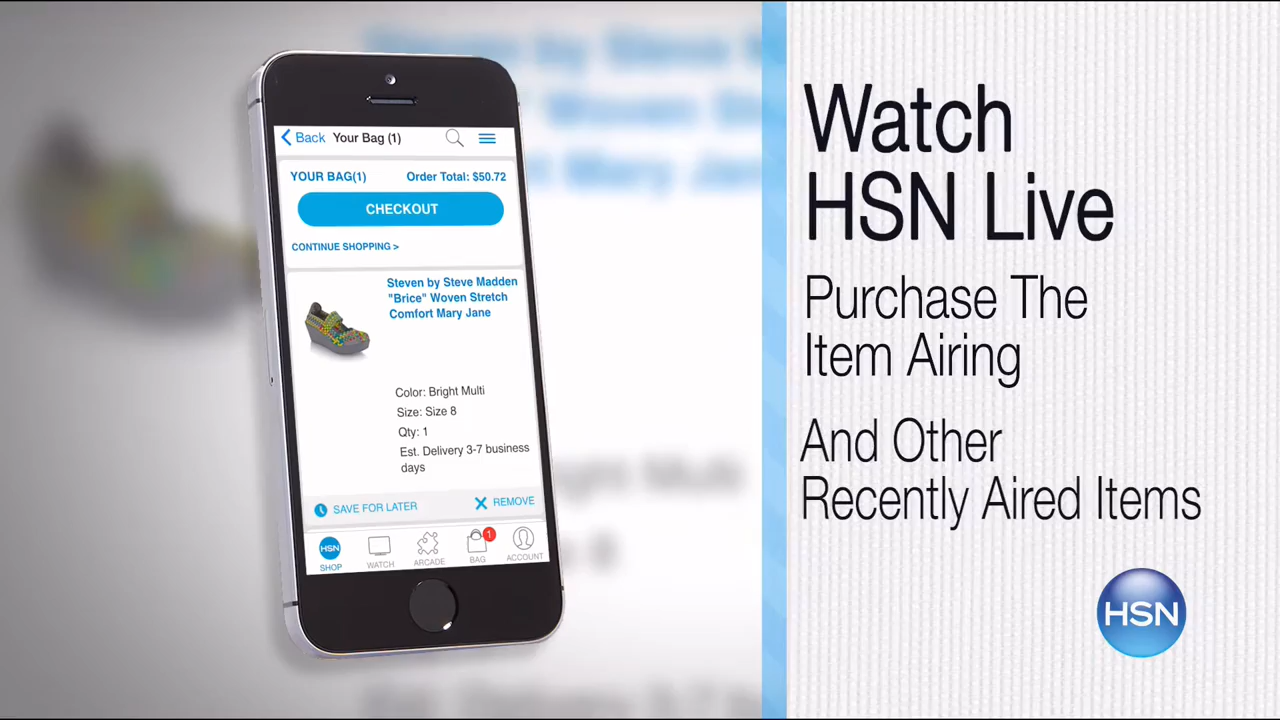 Back Your Bag (1)
YOUR BAG(1) Order Total: $50.72
CHECKOUT
CONTINUE SHOPPING >
Steven by Steve Madden
"Brice" Woven Stretch
Comfort Mary Jane
Color: Bright Multi
Size: Size 8
Qty: 1
Est. Delivery 3-7 business
days
SAVE FOR LATER X REMOVE
HSN 1
SHOP WATCH ARCADE BAG ACCOUNT
Watch
HSN Live
Purchase The
Item Airing
And Other
Recently Aired Items
HSN